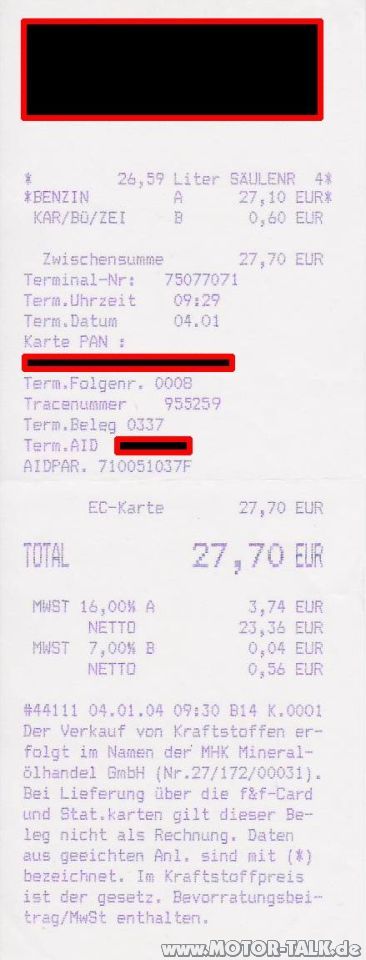 * 26,59 Liter SÄULENR 4*
*BENZIN A 27,10 EUR*
KAR/BÜ/ZEI B 0,60 EUR
Zwischensumme 27,70 EUR
Terminal-Nr: 75077071
Term.Uhrzeit 09:29
Term.Datum 04.01
Karte PAN :
Term.Folgenr. 0008
Tracenummer 955259
Term.Beleg 0337
Term.AID
AIDPAR. 710051037F
EC-Karte 27,70 EUR
TOTAL 27,70 EUR
MWST 16,00% A 3,74 EUR
NETTO 23,36 EUR
MWST 7,00% B 0,04 EUR
NETTO 0,56 EUR
#44111 04.01.04 09:30 B14 K.0001
Der Verkauf von Kraftstoffen er-
folgt im Namen der MHK Mineral-
ölhandel GmbH (Nr.27/172/00031).
Bei Lieferung über die f&f-Card
und Stat.karten gilt dieser Be-
leg nicht als Rechnung. Daten
aus geeichten Anl. sind mit (*)
bezeichnet. Im Kraftstoffpreis
ist der gesetz. Bevorratungsbei-
trag/MwSt enthalten.
www.MOTOR-TALK.de